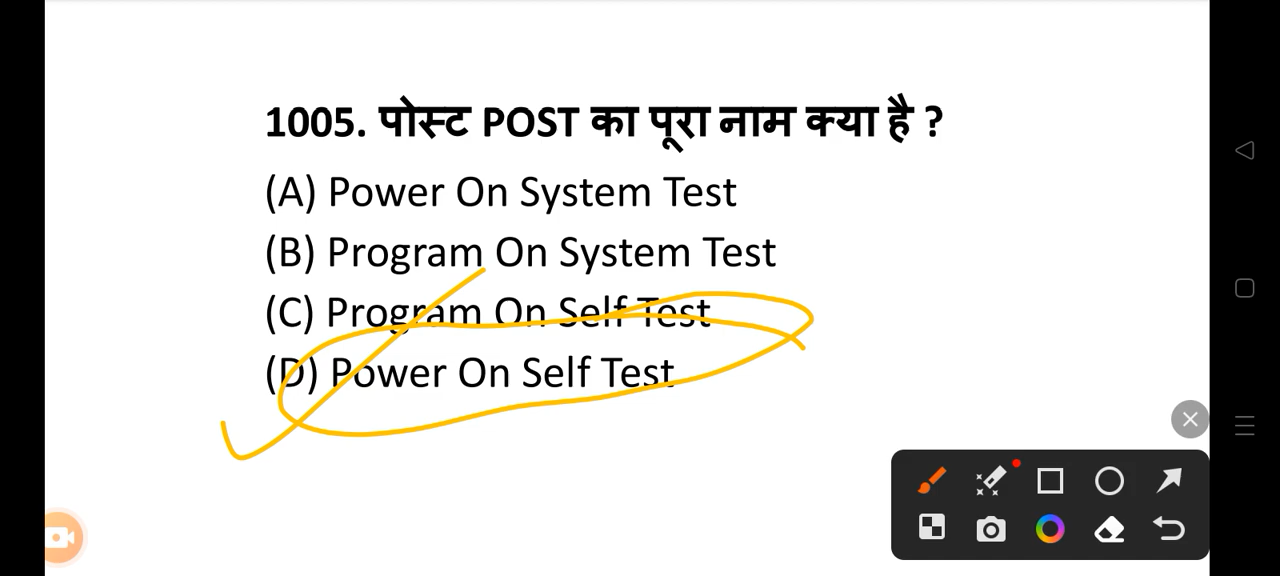 1005. पोस्ट POST का पूरा नाम क्या है ?
(A) Power On System Test
(B) Program On System Test
(C) Program On Self Test
(D) Power On Self Test